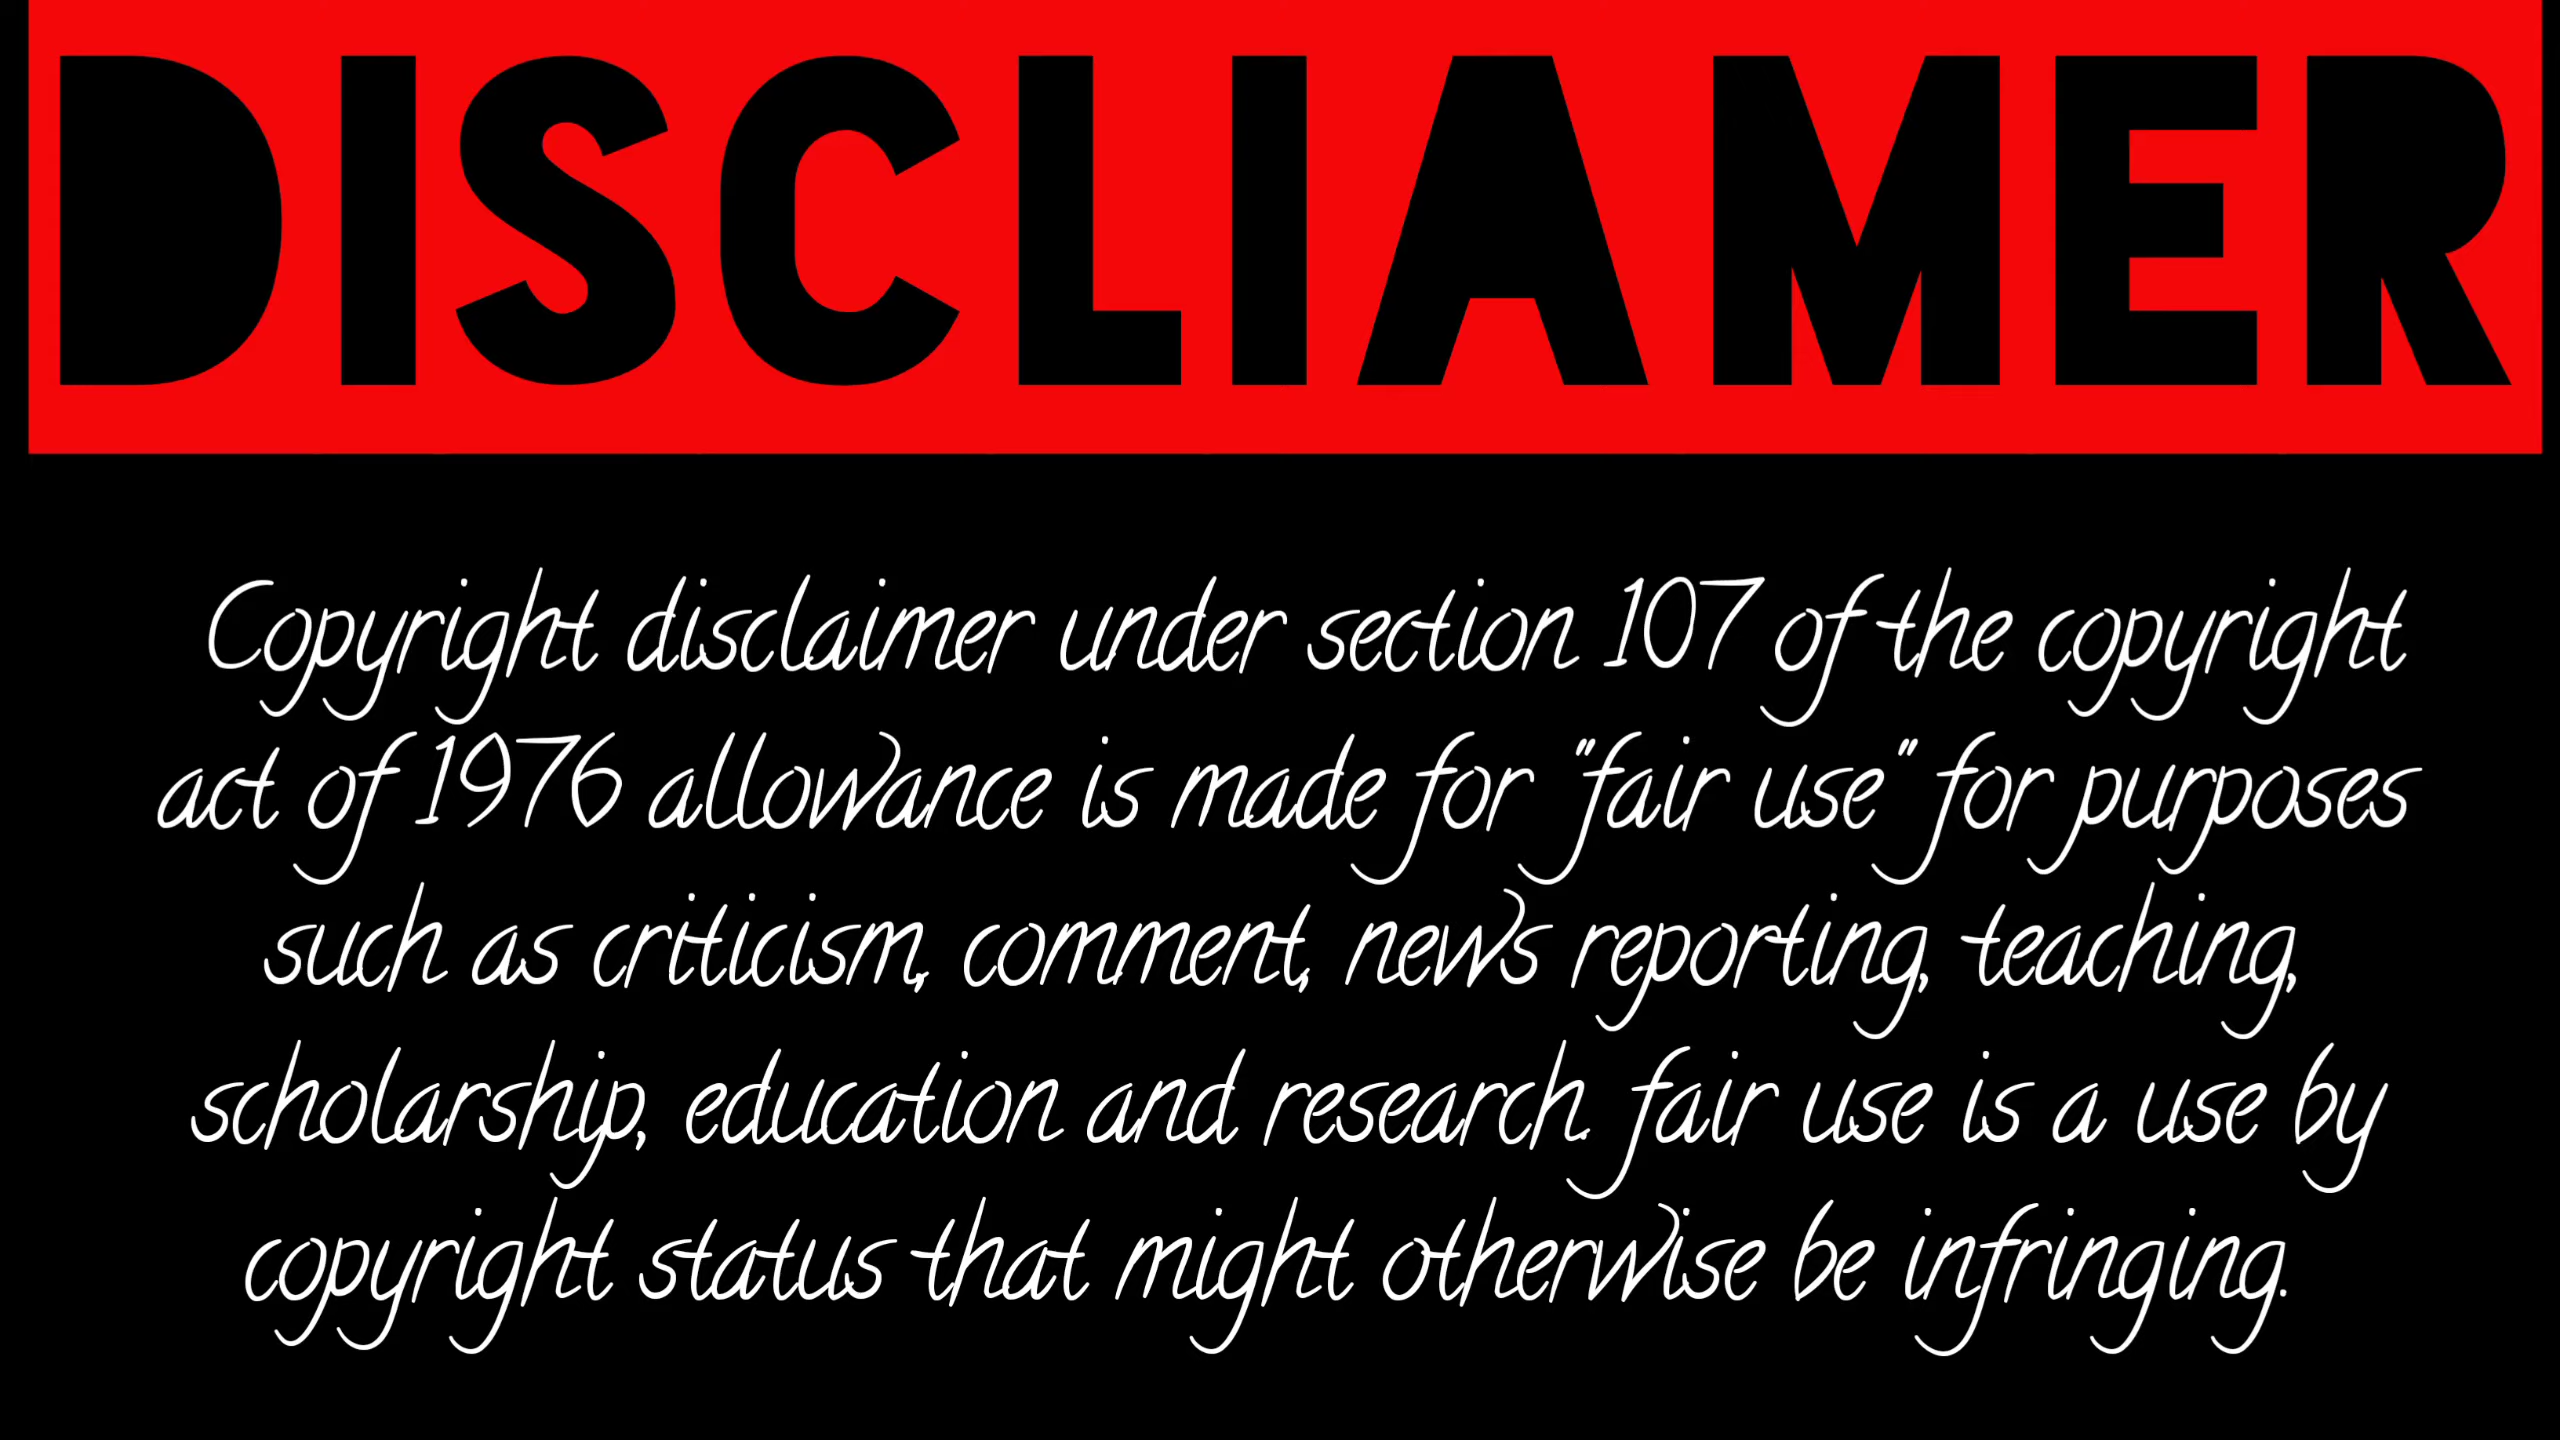 DISCLIAMER
Copyright disclaimer under section 107 of the copyright
act of 1976 allowance is made for "fair use" for purposes
such as criticism, comment, news reporting, teaching,
scholarship, education and research. fair use is a use by
copyright status that might otherwise be infringing.